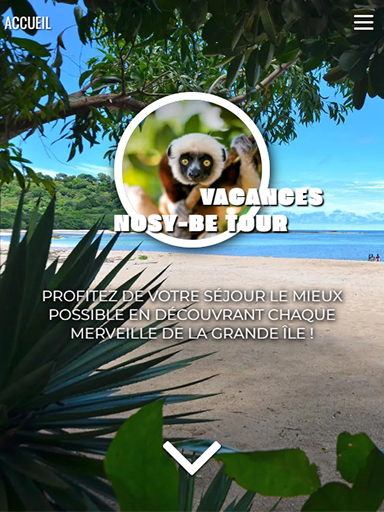 ACCUEIL
VACANCES
NOSY-BE TOUR
PROFITEZ DE VOTRE SÉJOUR LE MIEUX
POSSIBLE EN DÉCOUVRANT CHAQUE
MERVEILLE DE LA GRANDE ÎLE !